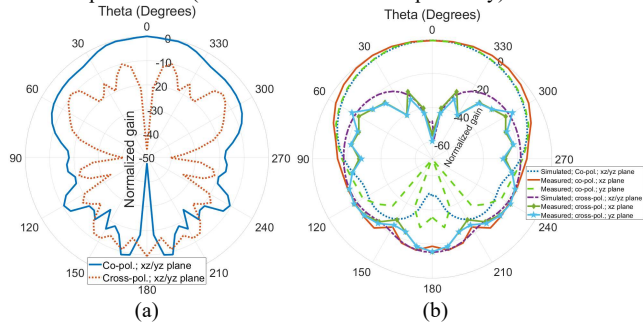 Theta (Degrees)
0
30
330
60
300
90
270
120
240
150
210
180
-10
-20
-30
-40
-50
Normalized gain
Co-pol.; xz/yz plane
Cross-pol.; xz/yz plane
(a)
Theta (Degrees)
0
30
330
60
300
90
270
120
240
150
210
180
-20
-40
-60
Normalized gain
Simulated; Co-pol.; xz/yz plane
Measured; co-pol.; xz plane
Measured; co-pol.; yz plane
Simulated; cross-pol.; xz/yz plane
Measured; cross-pol.; xz plane
Measured; cross-pol.; yz plane
(b)